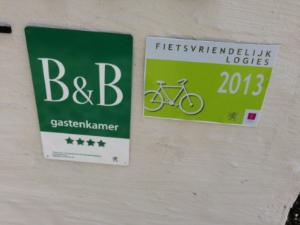 B&B
gastenkamer
FIETSVRIENDELIJK
LOGIES
2013